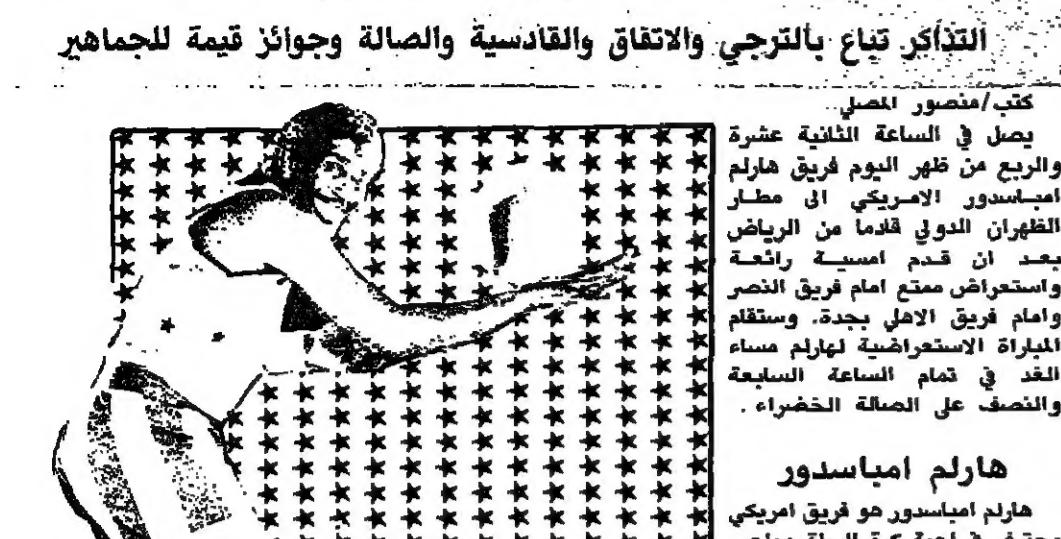 التذاكر تباع بالترجي والاتفاق والقادسية والصالة وجوائز قيمة للجماهير
كتب/منصور المصلي
يصل في الساعة الثانية عشرة
والربع من ظهر اليوم فريق هارلم
امباسدور الامريكي الى مطار
الظهران الدولي قادما من الرياض
بعد ان قدم امسية رائعة
واستعراض ممتع امام فريق النصر
وامام فريق الاهلي بجدة. وستقام
المباراة الاستعراضية لهارلم مساء
الغد في تمام الساعة السابعة
والنصف على الصالة الخضراء .
هارلم امباسدور
هارلم امباسدور هو فريق امريكي